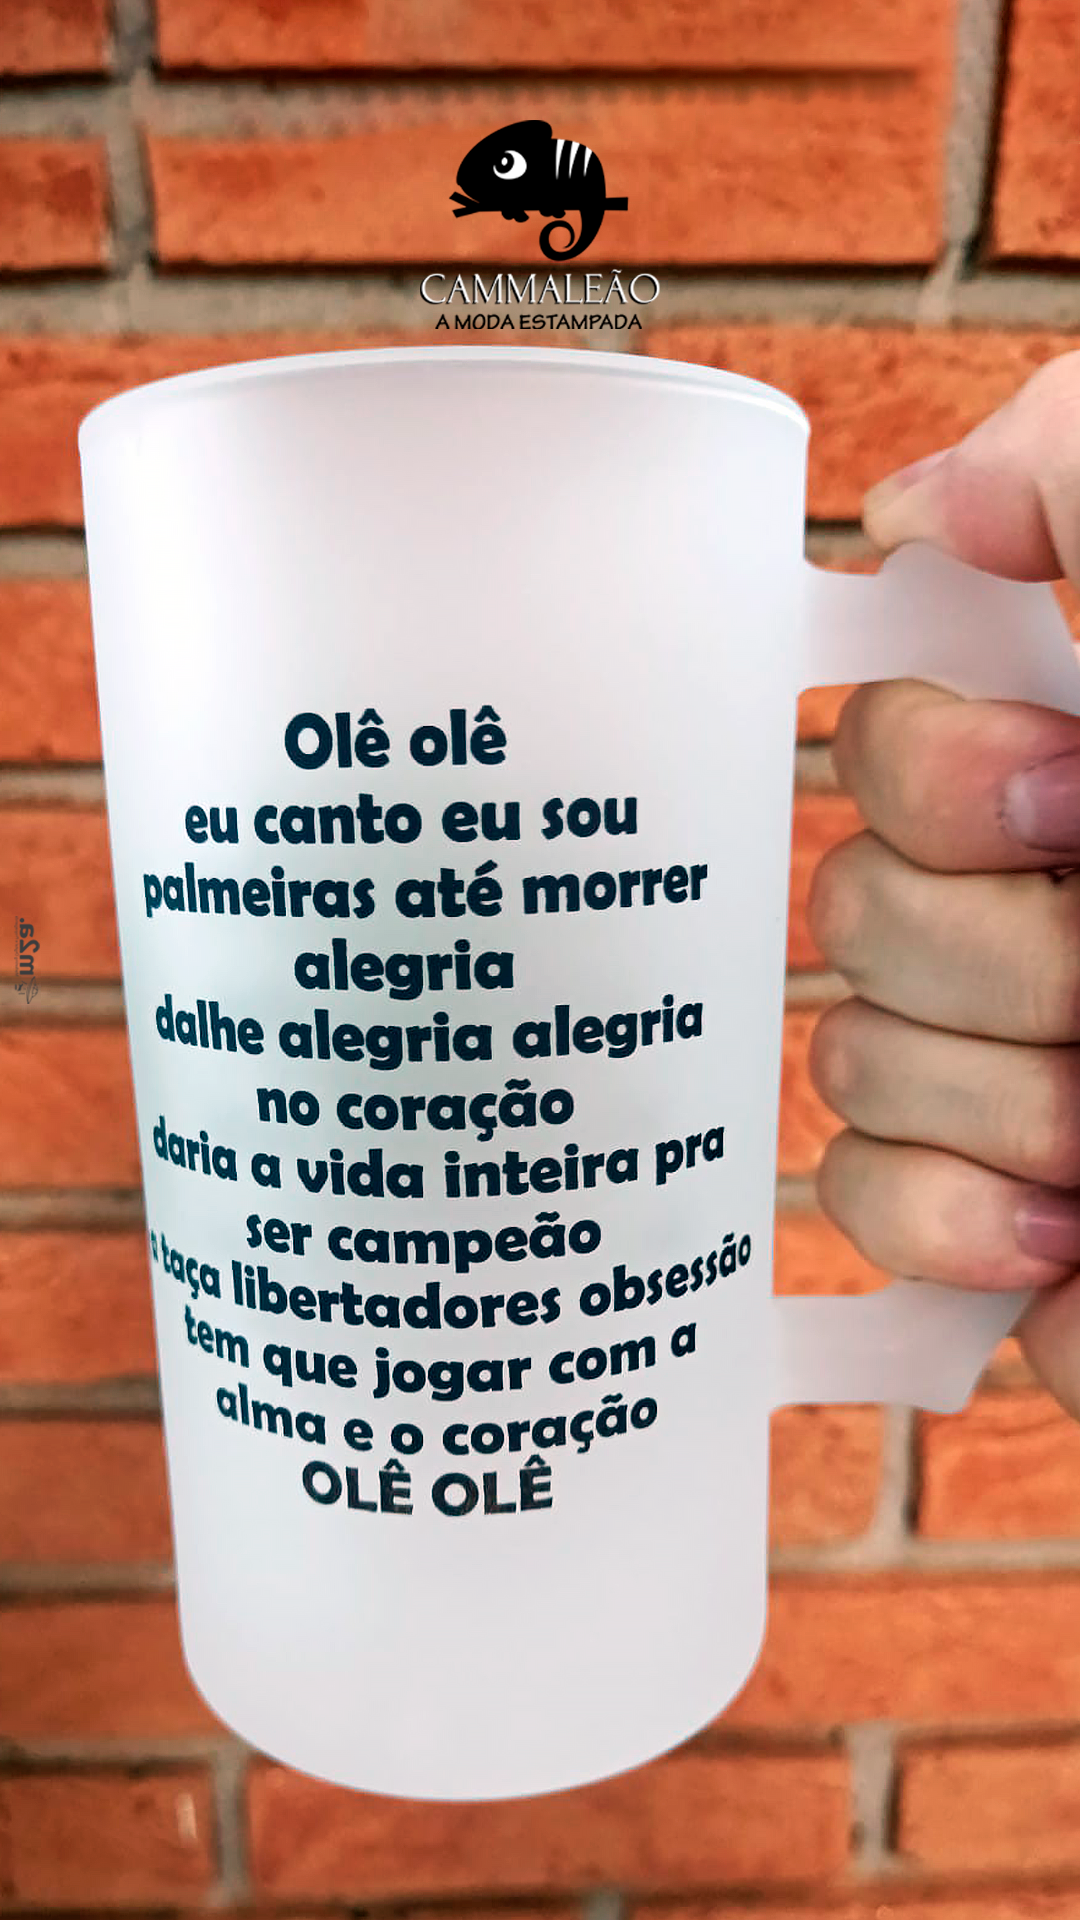 CAMMALEÃO
A MODA ESTAMPADA
Olê olê
eu canto eu sou
palmeiras até morrer
alegria
dalhe alegria alegria
no coração
daria a vida inteira pra
ser campeão
a taça libertadores obsessão
tem que jogar com a
alma e o coração
OLÊ OLÊ
m2a.